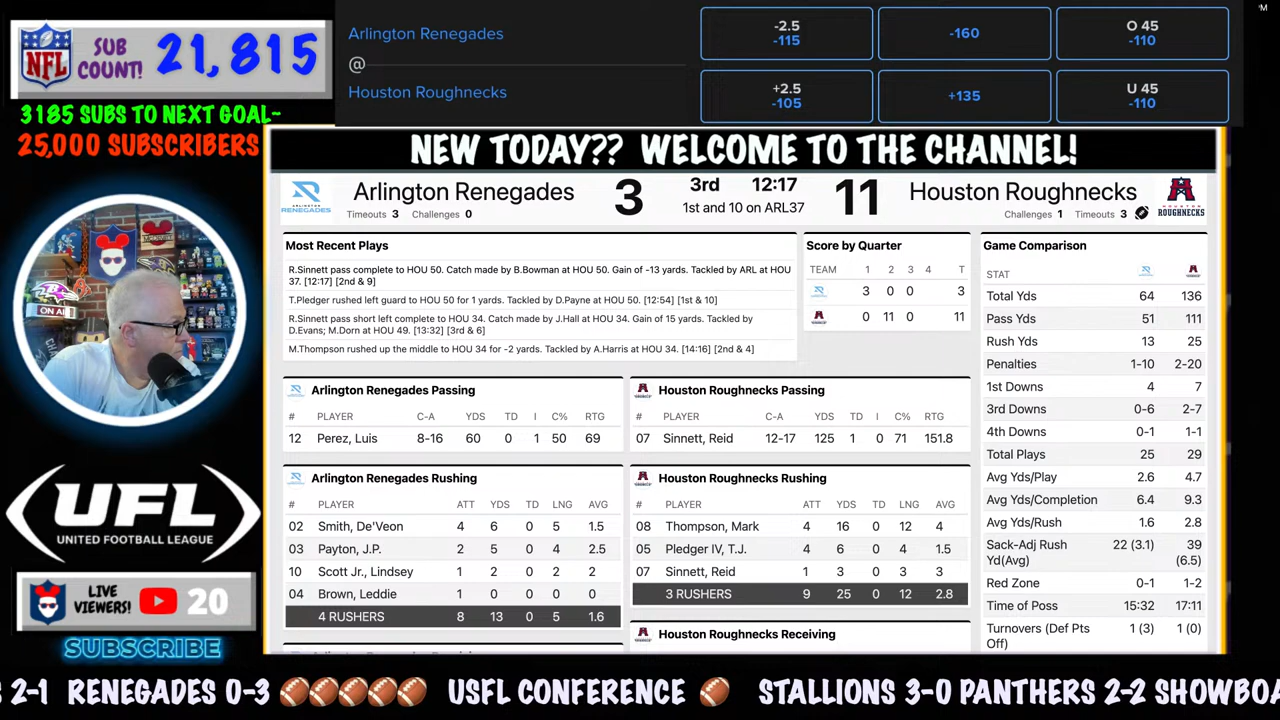 NFL
SUB
COUNT!
21,815
3185 SUBS TO NEXT GOAL~
25,000 SUBSCRIBERS
Arlington Renegades
@
Houston Roughnecks
-2.5
-115
-160
O 45
-110
+2.5
-105
+135
U 45
-110
NEW TODAY?? WELCOME TO THE CHANNEL!
RENEGADES
Arlington Renegades
Timeouts 3 Challenges 0
3
3rd 12:17
1st and 10 on ARL37
11
Houston Roughnecks
Challenges 1 Timeouts 3
ROUGHNECKS
Most Recent Plays
R.Sinnett pass complete to HOU 50. Catch made by B.Bowman at HOU 50. Gain of -13 yards. Tackled by ARL at HOU
37. [12:17] [2nd & 9]
T.Pledger rushed left guard to HOU 50 for 1 yards. Tackled by D.Payne at HOU 50. [12:54] [1st & 10]
R.Sinnett pass short left complete to HOU 34. Catch made by J.Hall at HOU 34. Gain of 15 yards. Tackled by
D.Evans; M.Dorn at HOU 49. [13:32] [3rd & 6]
M.Thompson rushed up the middle to HOU 34 for -2 yards. Tackled by A.Harris at HOU 34. [14:16] [2nd & 4]
Score by Quarter
TEAM 1 2 3 4 T
3 0 0 3
0 11 0 11
Game Comparison
STAT
Total Yds 64 136
Pass Yds 51 111
Rush Yds 13 25
Penalties 1-10 2-20
1st Downs 4 7
3rd Downs 0-6 2-7
4th Downs 0-1 1-1
Total Plays 25 29
Avg Yds/Play 2.6 4.7
Avg Yds/Completion 6.4 9.3
Avg Yds/Rush 1.6 2.8
Sack-Adj Rush 22 (3.1) 39
Yd(Avg) (6.5)
Red Zone 0-1 1-2
Time of Poss 15:32 17:11
Turnovers (Def Pts 1 (3) 1 (0)
Off)
Arlington Renegades Passing
# PLAYER C-A YDS TD I C% RTG
12 Perez, Luis 8-16 60 0 1 50 69
Houston Roughnecks Passing
# PLAYER C-A YDS TD I C% RTG
07 Sinnett, Reid 12-17 125 1 0 71 151.8
Arlington Renegades Rushing
# PLAYER ATT YDS TD LNG AVG
02 Smith, De'Veon 4 6 0 5 1.5
03 Payton, J.P. 2 5 0 4 2.5
10 Scott Jr., Lindsey 1 2 0 2 2
04 Brown, Leddie 1 0 0 0 0
4 RUSHERS 8 13 0 5 1.6
Houston Roughnecks Rushing
# PLAYER ATT YDS TD LNG AVG
08 Thompson, Mark 4 16 0 12 4
05 Pledger IV, T.J. 4 6 0 4 1.5
07 Sinnett, Reid 1 3 0 3 3
3 RUSHERS 9 25 0 12 2.8
Houston Roughnecks Receiving
ON AI
UFL
UNITED FOOTBALL LEAGUE
LIVE
VIEWERS!
20
SUBSCRIBE
S 2-1 RENEGADES 0-3 USFL CONFERENCE STALLIONS 3-0 PANTHERS 2-2 SHOWBOA